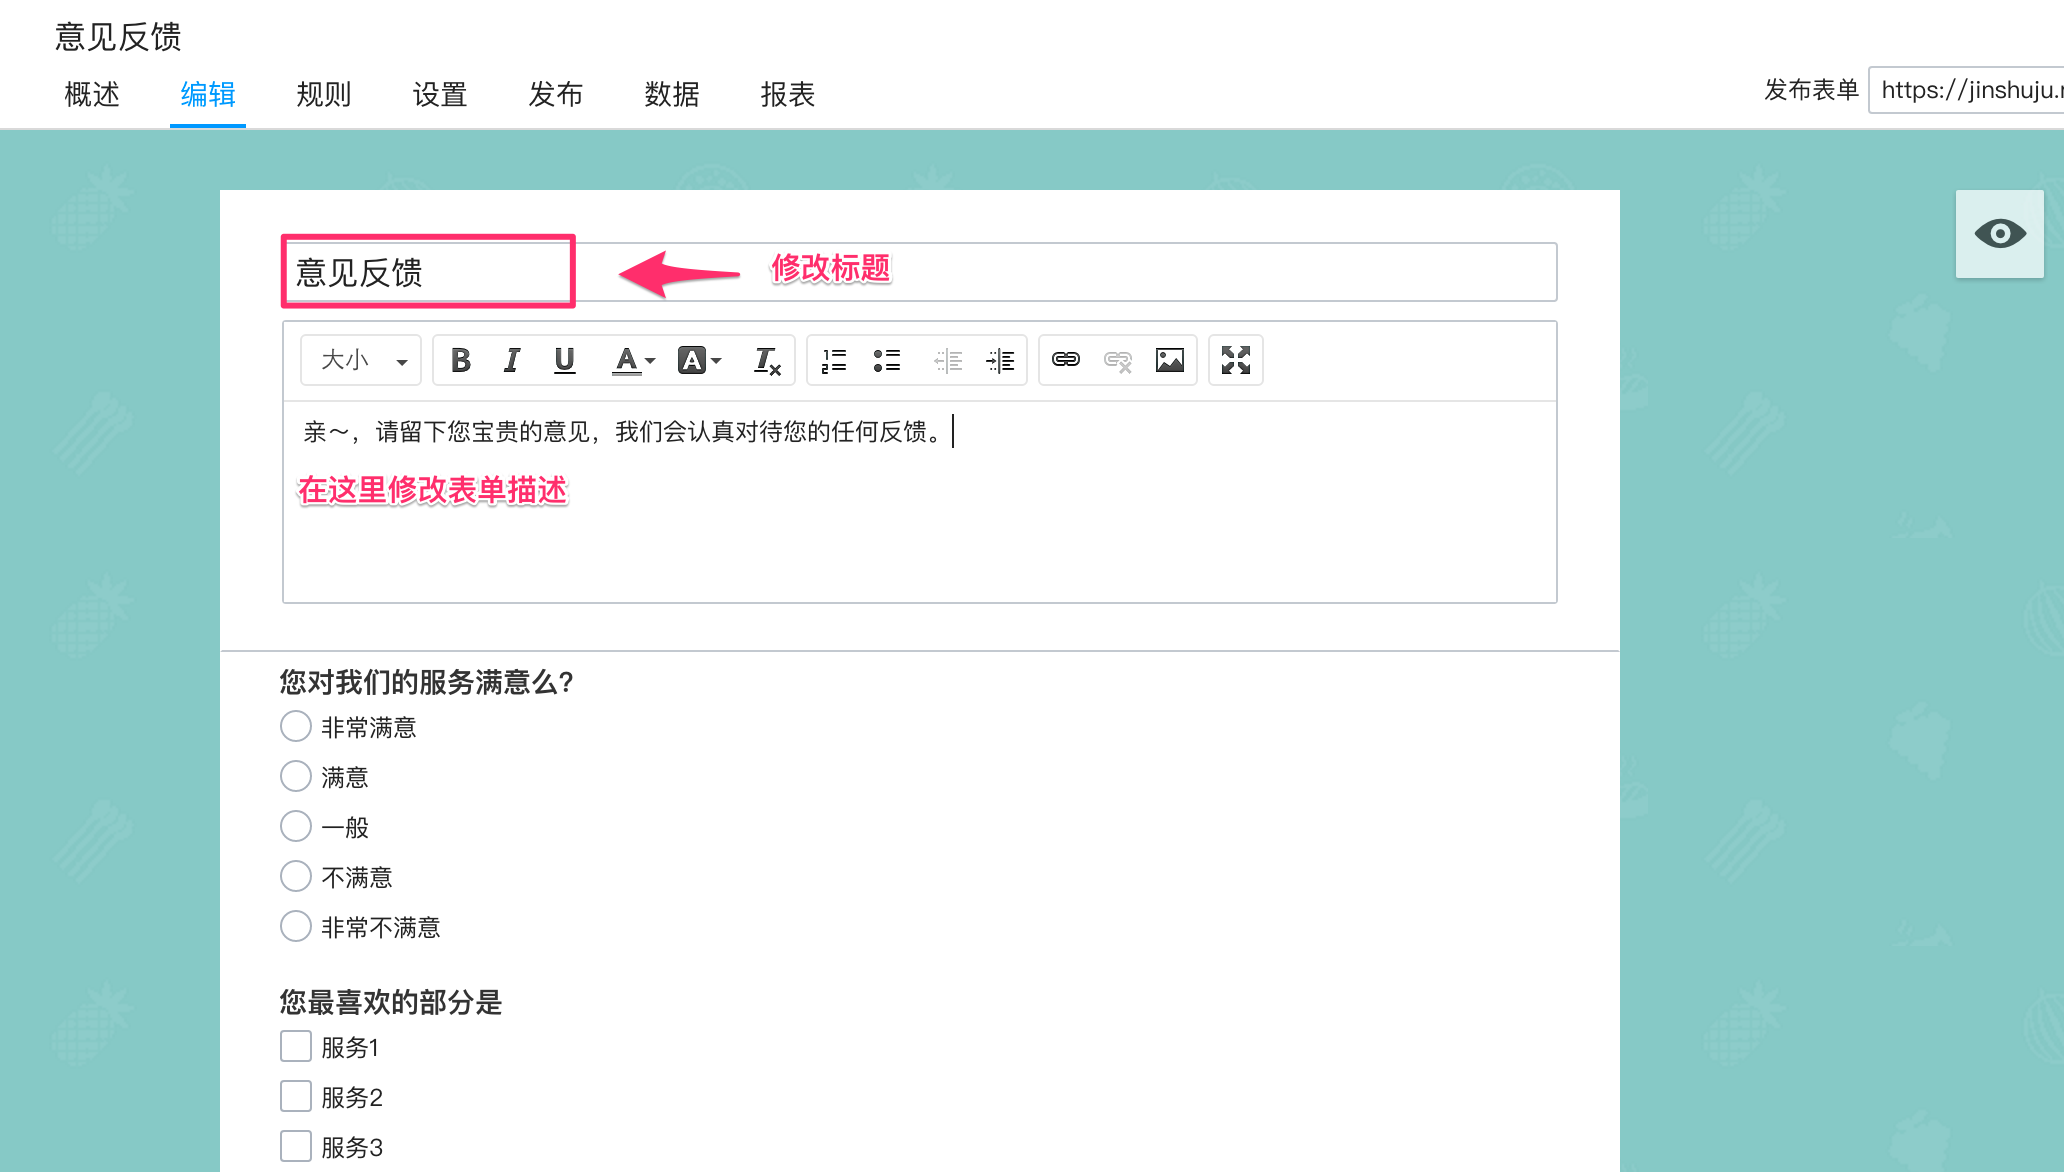 意见反馈
概述 编辑 规则 设置 发布 数据 报表
发布表单 https://jinshuju.
意见反馈 修改标题
大小 B I U A A Tx
亲～，请留下您宝贵的意见，我们会认真对待您的任何反馈。
在这里修改表单描述
您对我们的服务满意么?
非常满意
满意
一般
不满意
非常不满意
您最喜欢的部分是
服务1
服务2
服务3